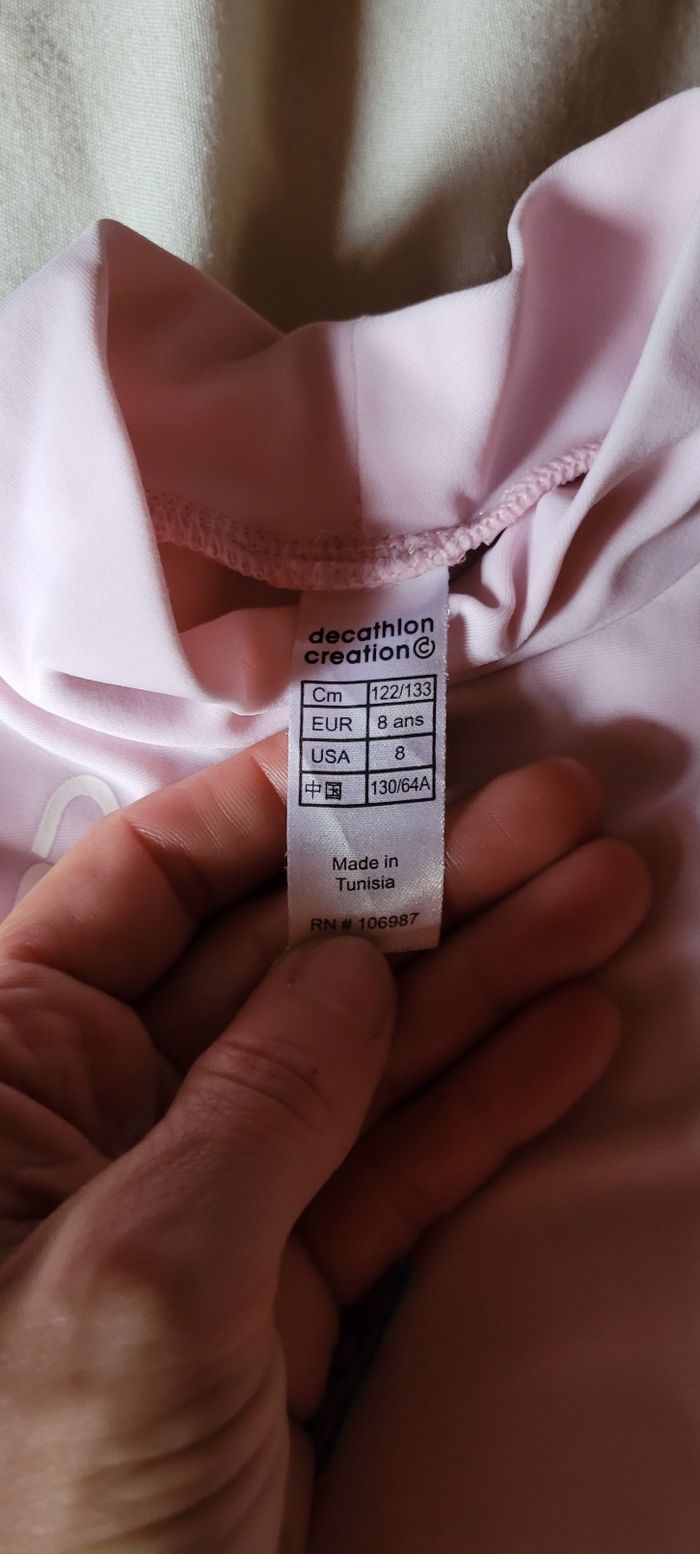 decathlon
creation©
Cm 122/133
EUR 8 ans
USA 8
中国 130/64A
Made in
Tunisia
RN # 106987